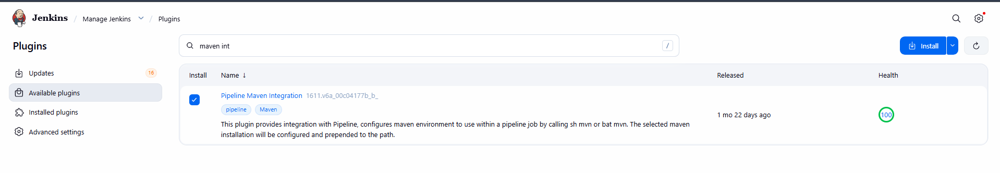 Jenkins / Manage Jenkins / Plugins
Plugins
maven int /
Install
Updates 16
Available plugins
Installed plugins
Advanced settings
Install Name ↓ Released Health
Pipeline Maven Integration 1611.v6a_00c04177b_b_
pipeline Maven
This plugin provides integration with Pipeline, configures maven environment to use within a pipeline job by calling sh mvn or bat mvn. The selected maven
installation will be configured and prepended to the path.
1 mo 22 days ago
100